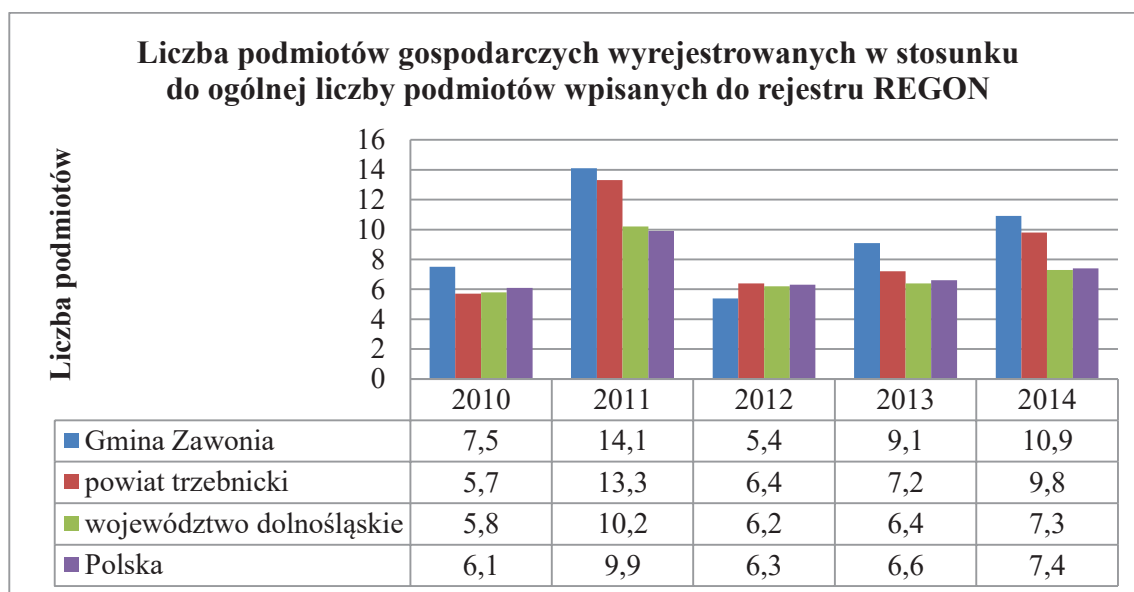 Liczba podmiotów gospodarczych wyrejestrowanych w stosunku
do ogólnej liczby podmiotów wpisanych do rejestru REGON
Liczba podmiotów
16
14
12
10
8
6
4
2
0
2010 2011 2012 2013 2014
Gmina Zawonia 7,5 14,1 5,4 9,1 10,9
powiat trzebnicki 5,7 13,3 6,4 7,2 9,8
województwo dolnośląskie 5,8 10,2 6,2 6,4 7,3
Polska 6,1 9,9 6,3 6,6 7,4